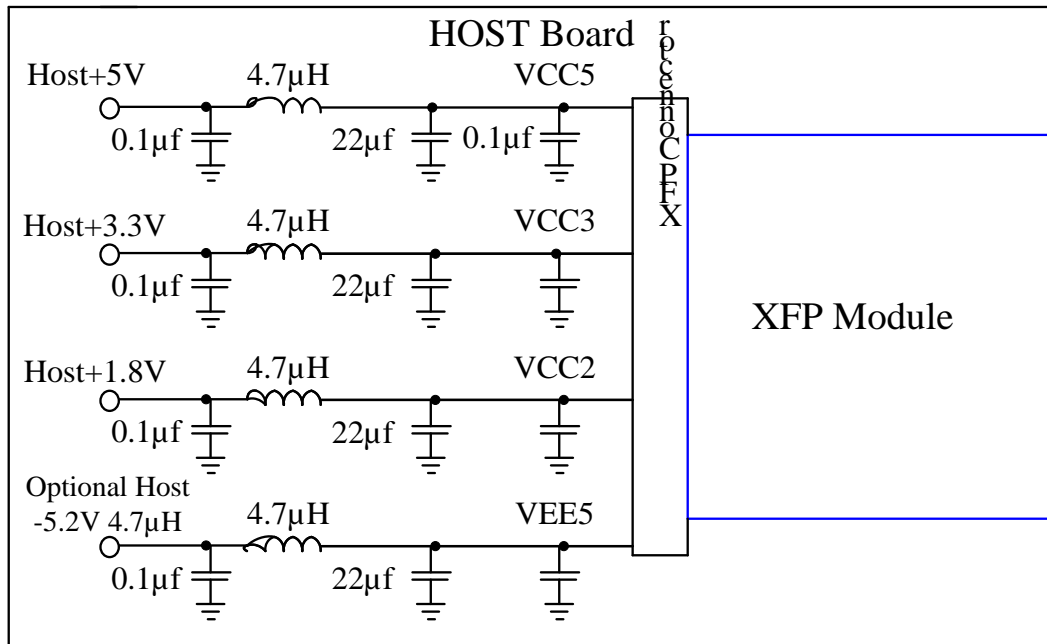 HOST Board
XFP Connector
Host+5V
4.7µH
VCC5
0.1µf
22µf
0.1µf
Host+3.3V
4.7µH
VCC3
0.1µf
22µf
XFP Module
Host+1.8V
4.7µH
VCC2
0.1µf
22µf
Optional Host
-5.2V 4.7µH
4.7µH
VEE5
0.1µf
22µf